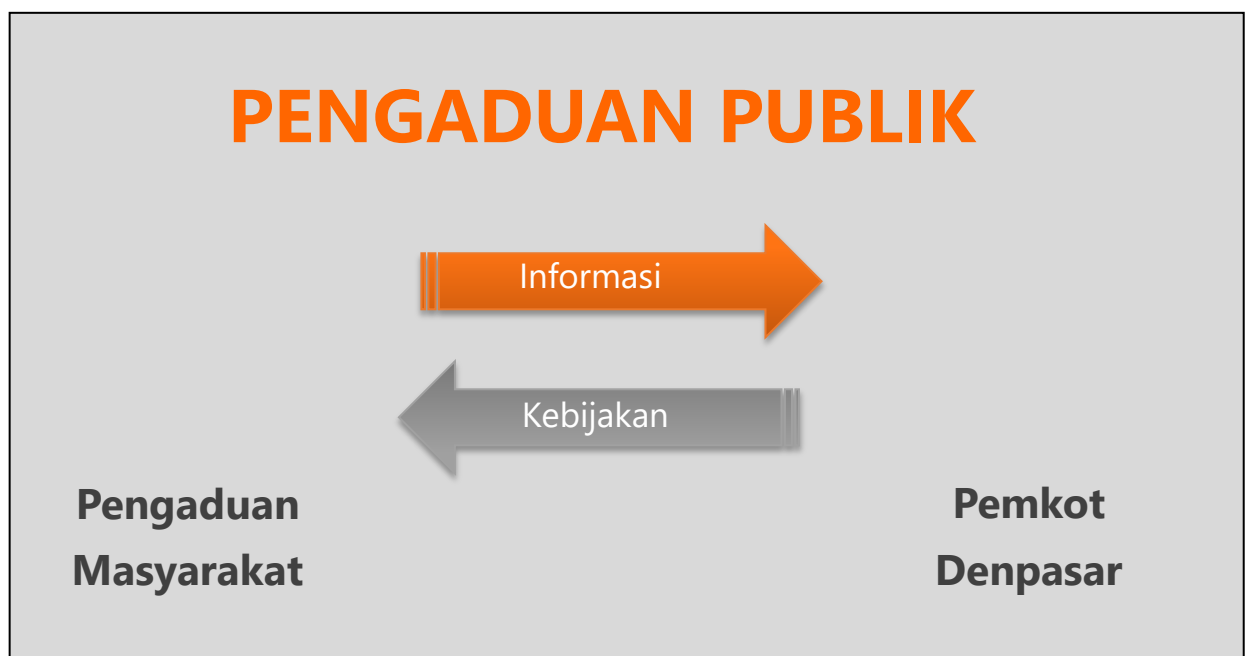 PENGADUAN PUBLIK
Informasi
Kebijakan
Pengaduan
Masyarakat
Pemkot
Denpasar